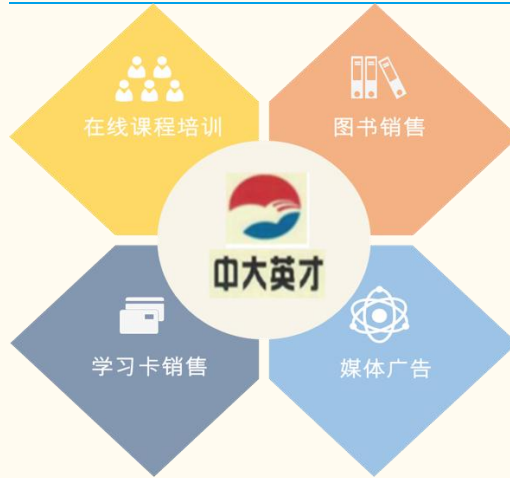 在线课程培训
图书销售
中大英才
学习卡销售
媒体广告